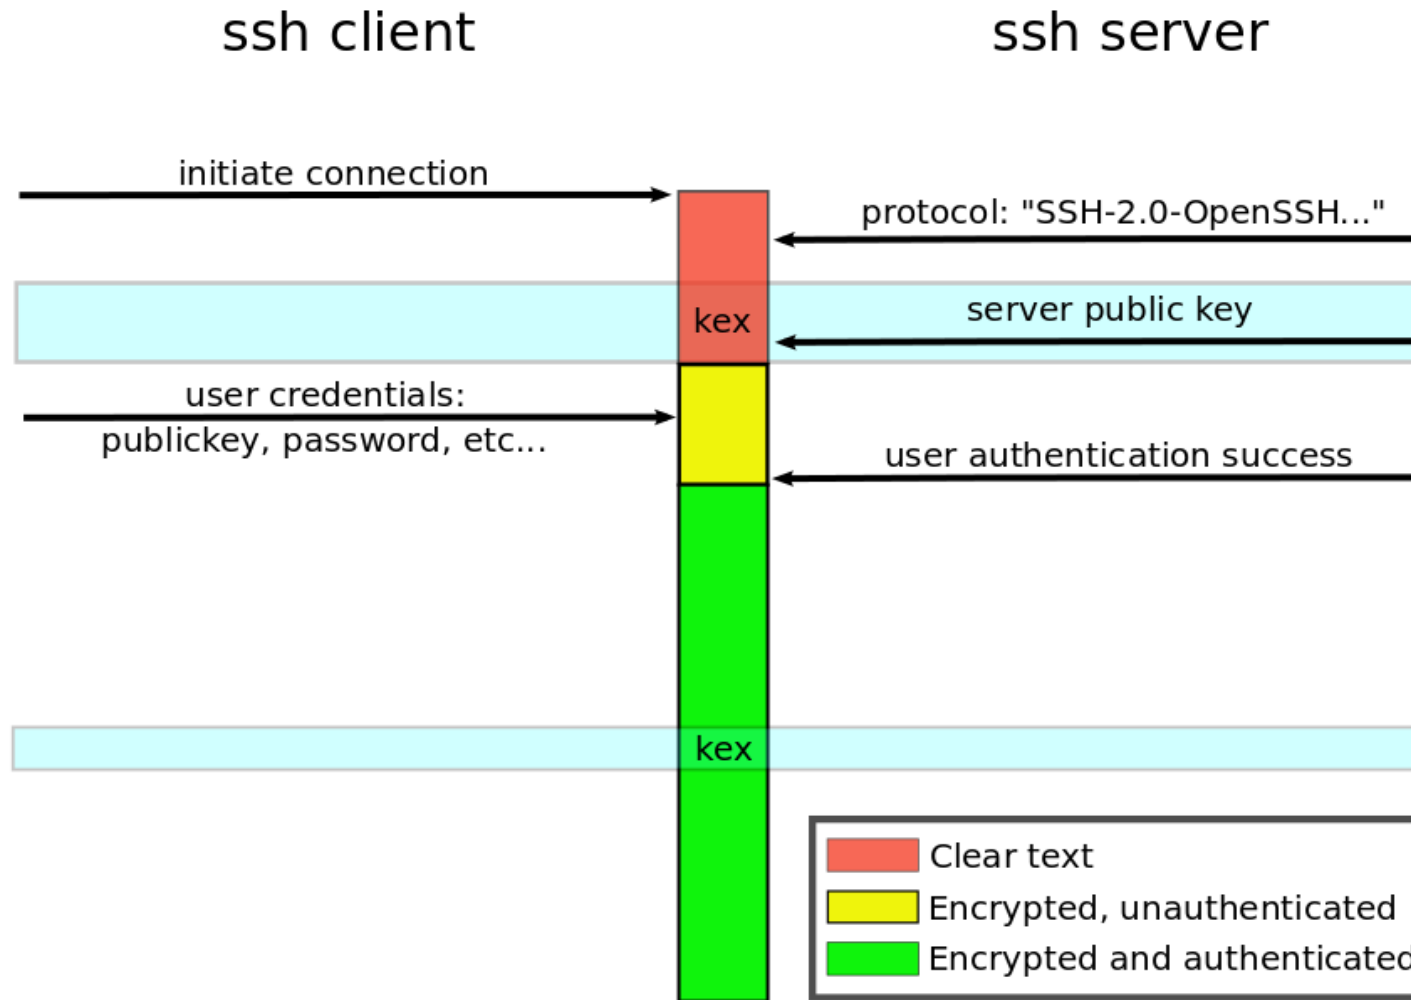 ssh client
ssh server
initiate connection
protocol: "SSH-2.0-OpenSSH..."
server public key
kex
user credentials:
publickey, password, etc...
user authentication success
kex
Clear text
Encrypted, unauthenticated
Encrypted and authenticated